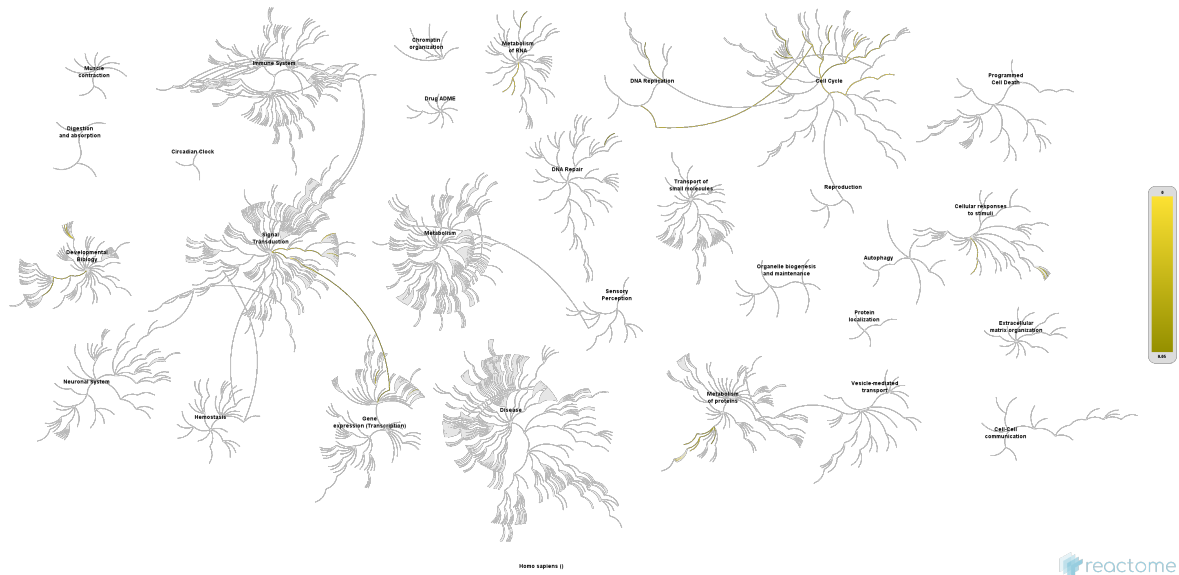 Muscle
contraction
Immune System
Chromatin
organization
Metabolism
of RNA
DNA Replication
Cell Cycle
Programmed
Cell Death
Drug ADME
Digestion
and absorption
Circadian Clock
DNA Repair
Transport of
small molecules
Reproduction
Cellular responses
to stimuli
Signal
Transduction
Metabolism
Developmental
Biology
Autophagy
Organelle biogenesis
and maintenance
Sensory
Perception
Protein
localization
Extracellular
matrix organization
Neuronal System
Hemostasis
Gene
expression (Transcription)
Disease
Metabolism
of proteins
Vesicle-mediated
transport
Cell-Cell
communication
0
0.05
Homo sapiens ()
reactome